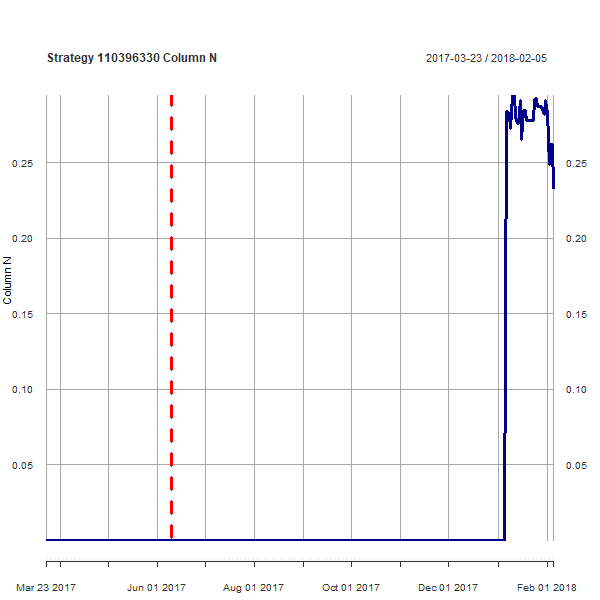 Strategy 110396330 Column N
2017-03-23 / 2018-02-05
Column N
0.25
0.25
0.20
0.20
0.15
0.15
0.10
0.10
0.05
0.05
Mar 23 2017
Jun 01 2017
Aug 01 2017
Oct 01 2017
Dec 01 2017
Feb 01 2018